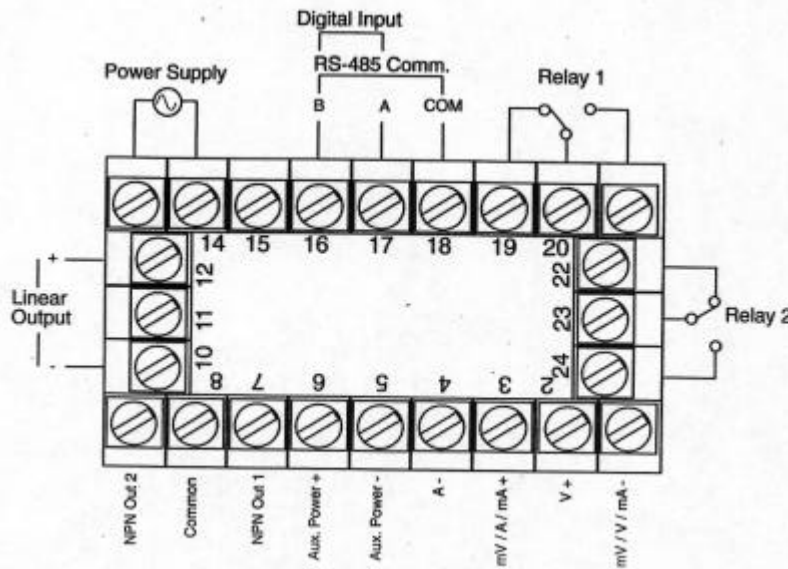 Digital Input
RS-485 Comm.
Power Supply
Relay 1
B A COM
14 15 16 17 18 19 20
+
12 22
Linear
Output
11 23
Relay 2
-
10 24
8 7 6 5 4 3 2
NPN Out 2
Common
NPN Out 1
Aux. Power +
Aux. Power -
A -
mV / A / mA +
V +
mV / V / mA -